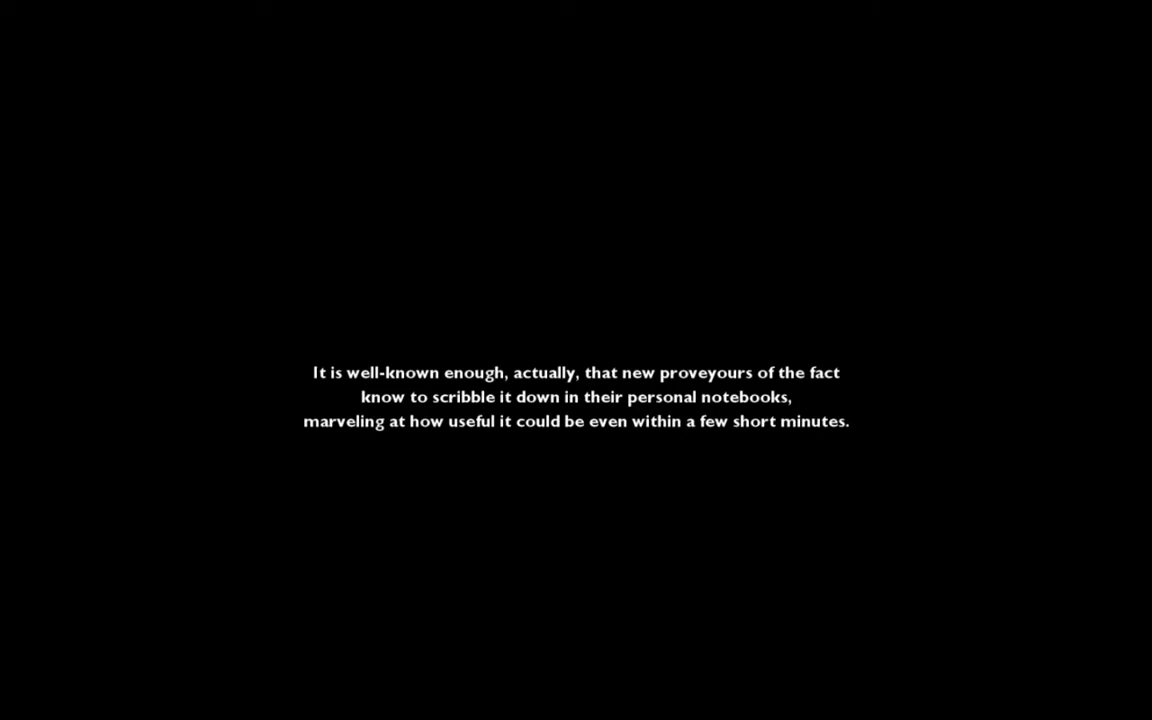 It is well-known enough, actually, that new proveyours of the fact
know to scribble it down in their personal notebooks,
marveling at how useful it could be even within a few short minutes.